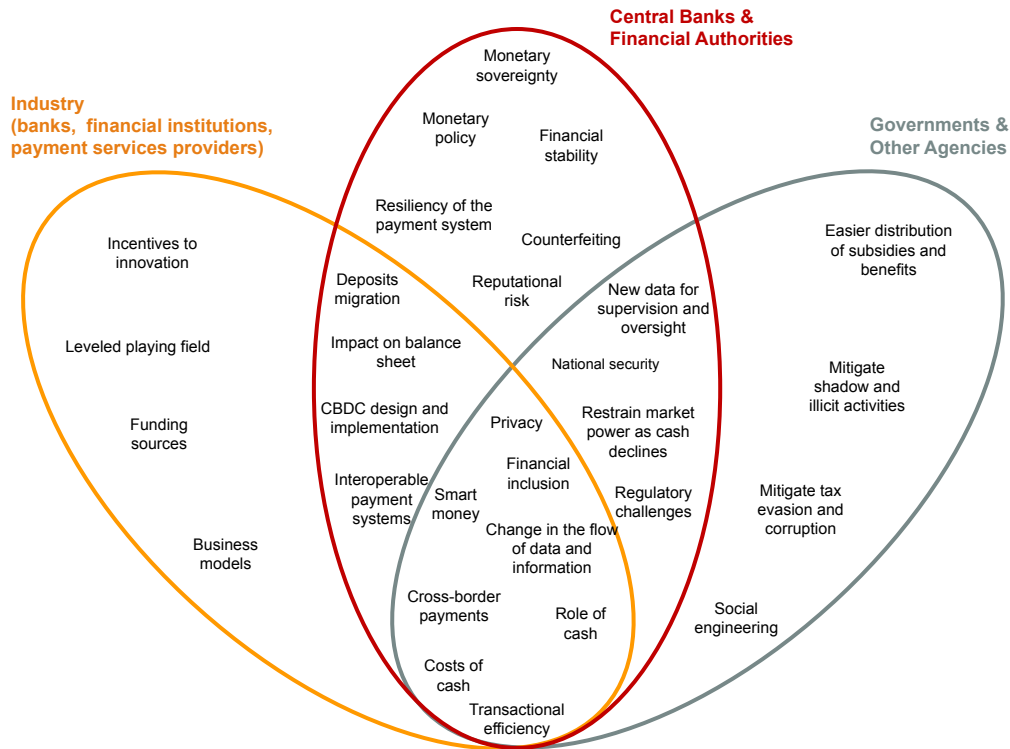 Central Banks &
Financial Authorities
Industry
(banks,  financial institutions,
payment services providers)
Governments &
Other Agencies
Monetary
sovereignty
Monetary
policy
Financial
stability
Resiliency of the
payment system
Counterfeiting
Reputational
risk
Incentives to
innovation
Leveled playing field
Funding
sources
Business
models
Deposits
migration
Impact on balance
sheet
CBDC design and
implementation
Interoperable
payment
systems
New data for
supervision and
oversight
National security
Restrain market
power as cash
declines
Regulatory
challenges
Privacy
Financial
inclusion
Smart
money
Change in the flow
of data and
information
Cross-border
payments
Role of
cash
Costs of
cash
Transactional
efficiency
Easier distribution
of subsidies and
benefits
Mitigate
shadow and
illicit activities
Mitigate tax
evasion and
corruption
Social
engineering